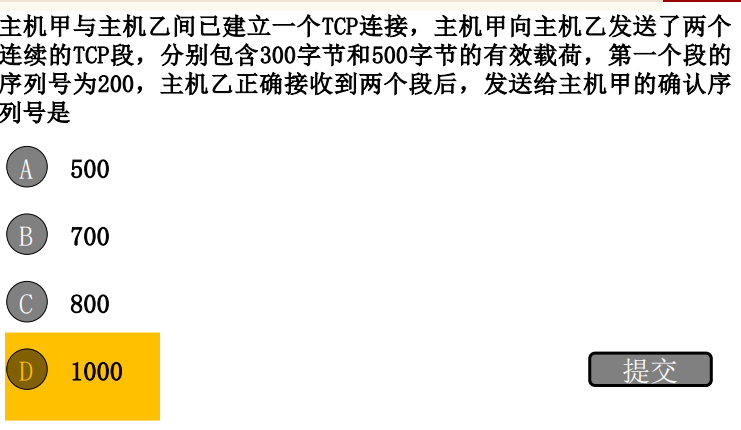 主机甲与主机乙间已建立一个TCP连接，主机甲向主机乙发送了两个
连续的TCP段，分别包含300字节和500字节的有效载荷，第一个段的
序列号为200，主机乙正确接收到两个段后，发送给主机甲的确认序
列号是
A 500
B 700
C 800
D 1000
提交